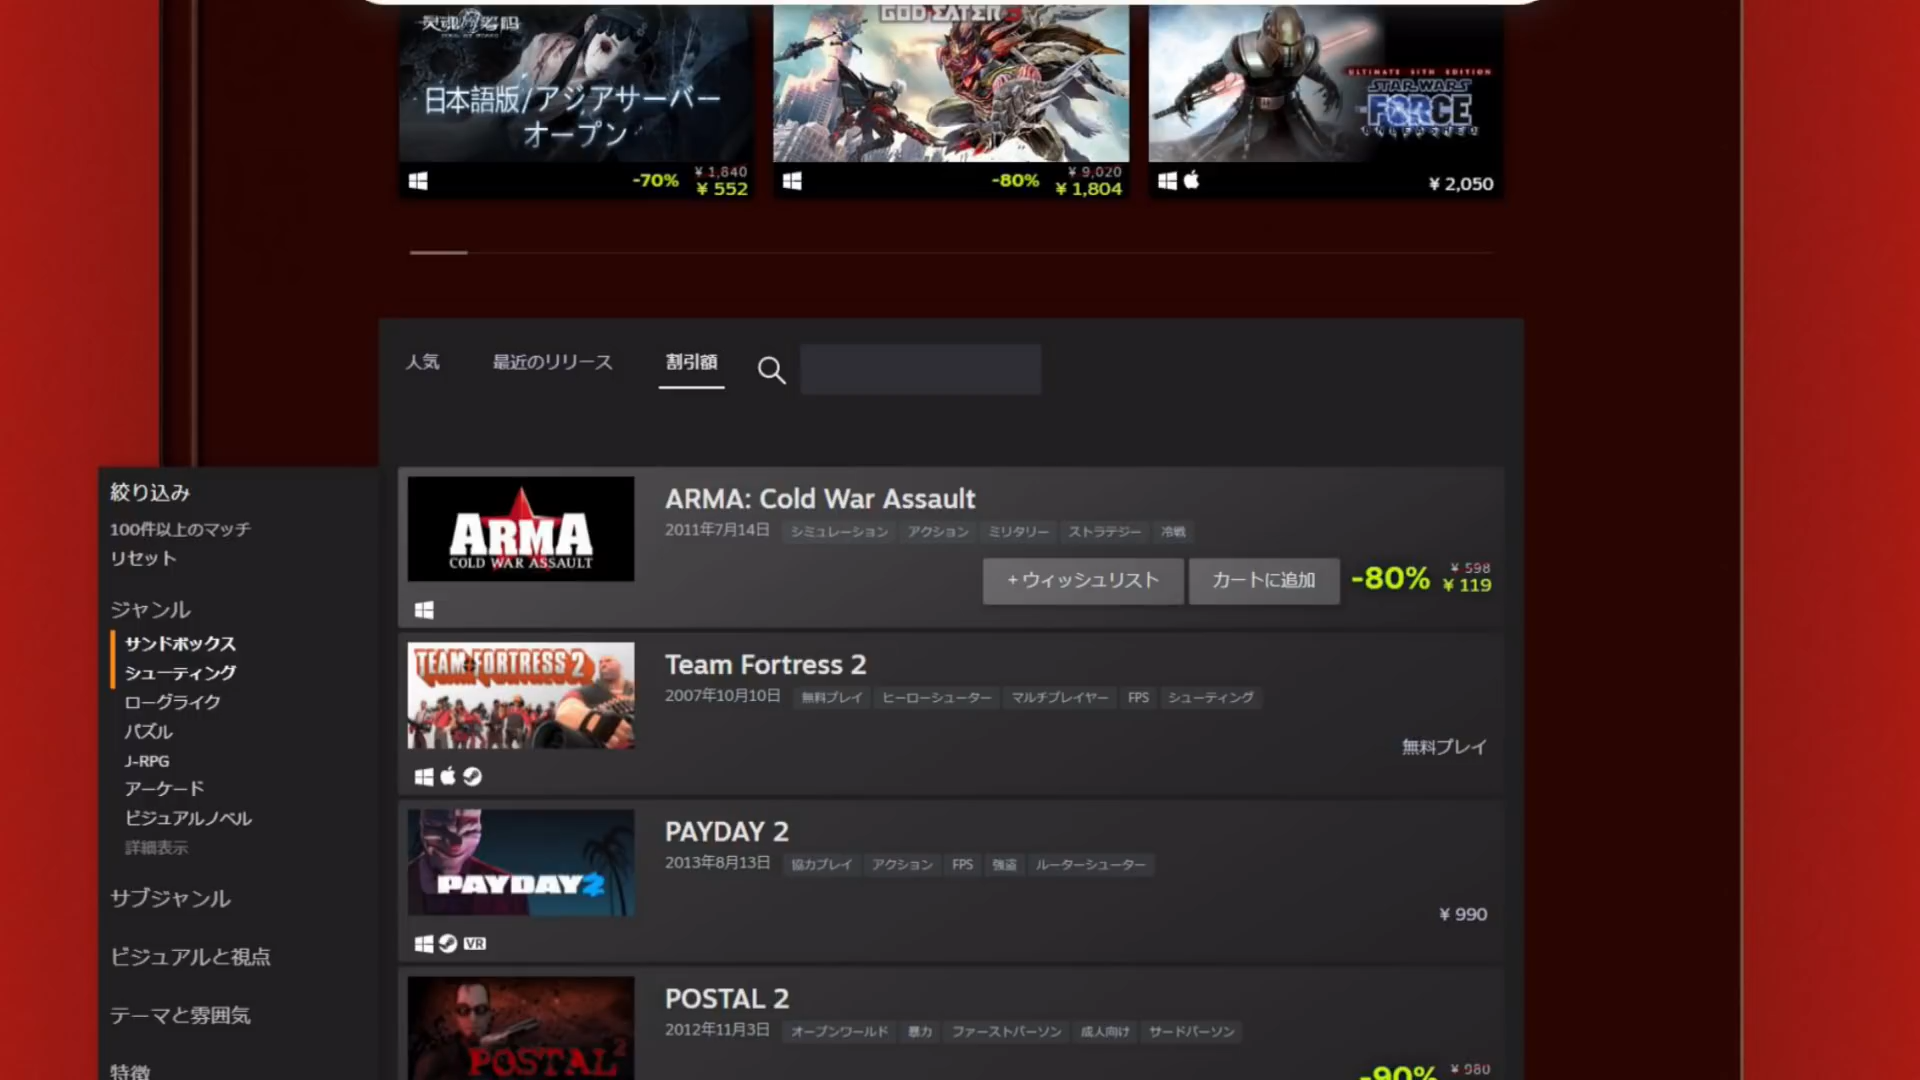 灵魂筹码
日本語版/アジアサーバー
オープン
GOD EATER 3
ULTIMATE SITH EDITION
STAR WARS
THE FORCE
UNLEASHED
-70% ¥ 1,840
¥ 552
-80% ¥ 9,020
¥ 1,804
¥ 2,050
人気 最近のリリース 割引額
絞り込み
100件以上のマッチ
リセット
ジャンル
サンドボックス
シューティング
ローグライク
パズル
J-RPG
アーケード
ビジュアルノベル
詳細表示
サブジャンル
ビジュアルと視点
テーマと雰囲気
特徴
ARMA
COLD WAR ASSAULT
ARMA: Cold War Assault
2011年7月14日 シミュレーション アクション ミリタリー ストラテジー 冷戦
+ ウィッシュリスト カートに追加 -80% ¥ 598
¥ 119
TEAM FORTRESS 2
Team Fortress 2
2007年10月10日 無料プレイ ヒーローシューター マルチプレイヤー FPS シューティング
無料プレイ
PAYDAY 2
PAYDAY 2
2013年8月13日 協力プレイ アクション FPS 強盗 ルーターシューター
¥ 990
VR
POSTAL 2
POSTAL 2
2012年11月3日 オープンワールド 暴力 ファーストパーソン 成人向け サードパーソン
-90% ¥ 980